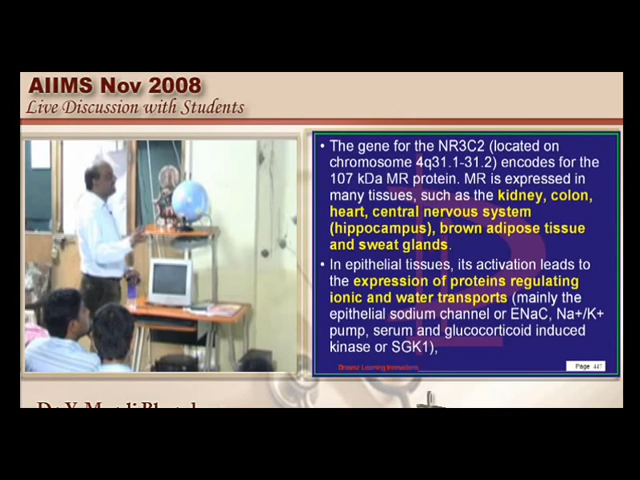 AIIMS Nov 2008
Live Discussion with Students
• The gene for the NR3C2 (located on
chromosome 4q31.1-31.2) encodes for the
107 kDa MR protein. MR is expressed in
many tissues, such as the kidney, colon,
heart, central nervous system
(hippocampus), brown adipose tissue
and sweat glands.
• In epithelial tissues, its activation leads to
the expression of proteins regulating
ionic and water transports (mainly the
epithelial sodium channel or ENaC, Na+/K+
pump, serum and glucocorticoid induced
kinase or SGK1),
Page 447